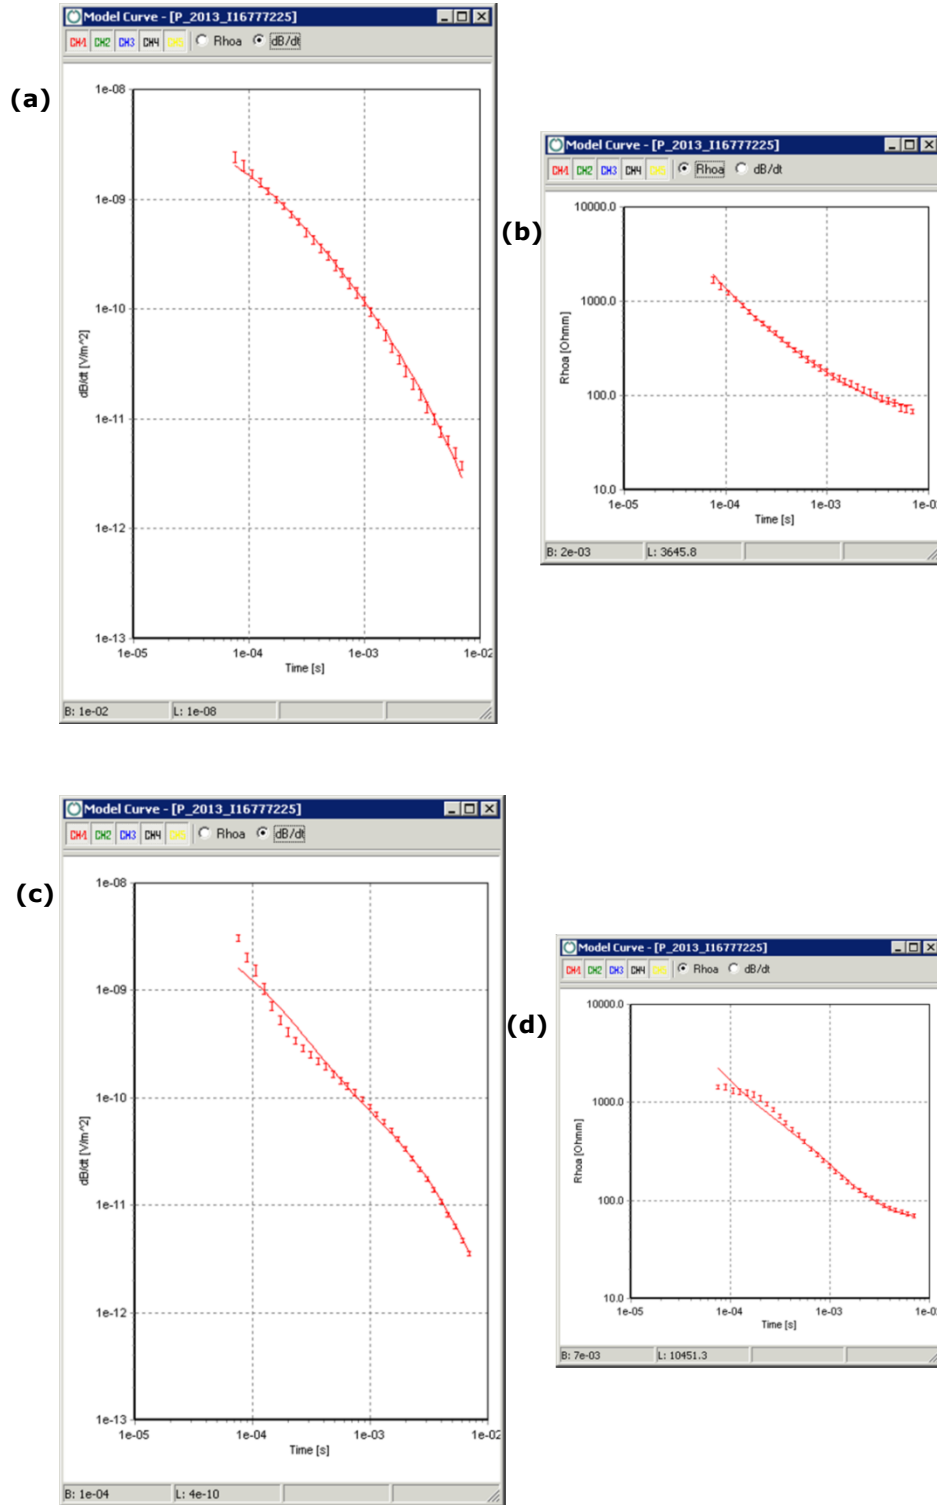 (a)
Model Curve - [P_2013_I16777225]
CH1 CH2 CH3 CH4 CH5 Rhoa dB/dt
1e-08
1e-09
1e-10
1e-11
1e-12
1e-13
dB/dt [V/m^2]
1e-05 1e-04 1e-03 1e-02
Time [s]
B: 1e-02 L: 1e-08
(b)
Model Curve - [P_2013_I16777225]
CH1 CH2 CH3 CH4 CH5 Rhoa dB/dt
10000.0
1000.0
100.0
10.0
Rhoa [Ohmm]
1e-05 1e-04 1e-03 1e-0
Time [s]
B: 2e-03 L: 3645.8
(c)
Model Curve - [P_2013_I16777225]
CH1 CH2 CH3 CH4 CH5 Rhoa dB/dt
1e-08
1e-09
1e-10
1e-11
1e-12
1e-13
dB/dt [V/m^2]
1e-05 1e-04 1e-03 1e-02
Time [s]
B: 1e-04 L: 4e-10
(d)
Model Curve - [P_2013_I16777225]
CH1 CH2 CH3 CH4 CH5 Rhoa dB/dt
10000.0
1000.0
100.0
10.0
Rhoa [Ohmm]
1e-05 1e-04 1e-03 1e-0
Time [s]
B: 7e-03 L: 10451.3